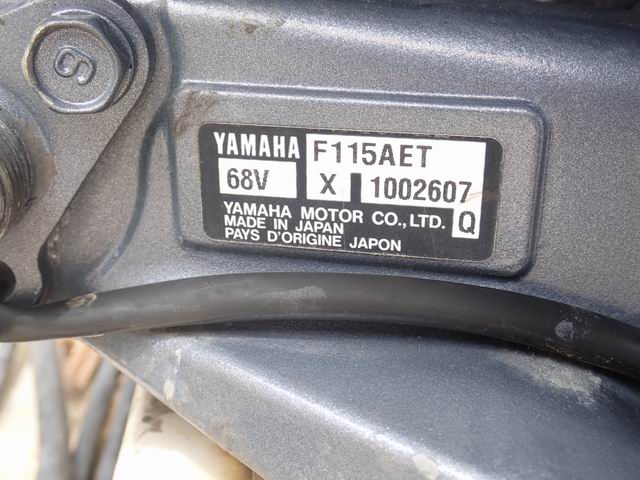 YAMAHA F115AET
68V X 1002607
YAMAHA MOTOR CO.,LTD. Q
MADE IN JAPAN
PAYS D'ORIGINE JAPON